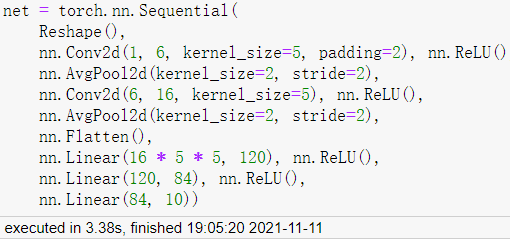 net = torch.nn.Sequential(
    Reshape(),
    nn.Conv2d(1, 6, kernel_size=5, padding=2), nn.ReLU()
    nn.AvgPool2d(kernel_size=2, stride=2),
    nn.Conv2d(6, 16, kernel_size=5), nn.ReLU(),
    nn.AvgPool2d(kernel_size=2, stride=2),
    nn.Flatten(),
    nn.Linear(16 * 5 * 5, 120), nn.ReLU(),
    nn.Linear(120, 84), nn.ReLU(),
    nn.Linear(84, 10))
executed in 3.38s, finished 19:05:20 2021-11-11